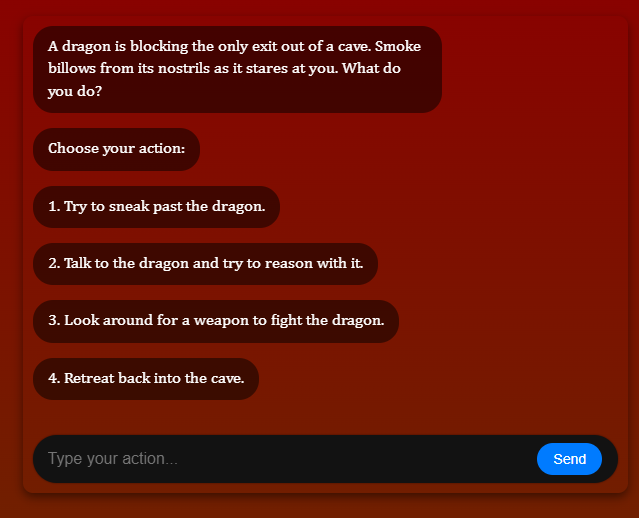 A dragon is blocking the only exit out of a cave. Smoke
billows from its nostrils as it stares at you. What do
you do?
Choose your action:
1. Try to sneak past the dragon.
2. Talk to the dragon and try to reason with it.
3. Look around for a weapon to fight the dragon.
4. Retreat back into the cave.
Type your action...
Send